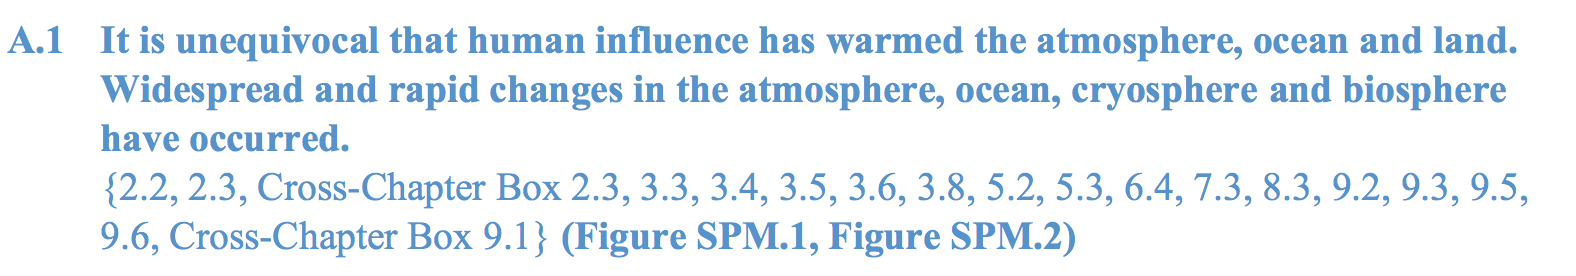 A.1 It is unequivocal that human influence has warmed the atmosphere, ocean and land.
Widespread and rapid changes in the atmosphere, ocean, cryosphere and biosphere
have occurred.
{2.2, 2.3, Cross-Chapter Box 2.3, 3.3, 3.4, 3.5, 3.6, 3.8, 5.2, 5.3, 6.4, 7.3, 8.3, 9.2, 9.3, 9.5,
9.6, Cross-Chapter Box 9.1} (Figure SPM.1, Figure SPM.2)